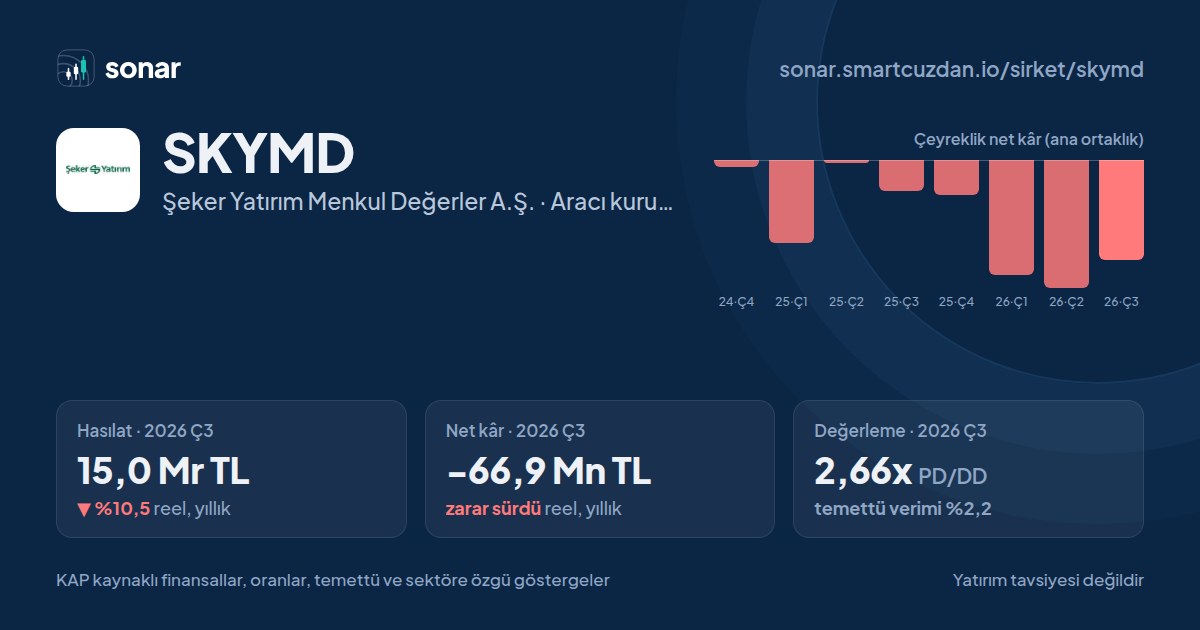 sonar
sonar.smartcuzdan.io/sirket/skymd
Şeker Yatırım
SKYMD
Şeker Yatırım Menkul Değerler A.Ş. · Aracı kuru…
Çeyreklik net kâr (ana ortaklık)
24·Ç4 25·Ç1 25·Ç2 25·Ç3 25·Ç4 26·Ç1 26·Ç2 26·Ç3
Hasılat · 2026 Ç3
15,0 Mr TL
▼ %10,5 reel, yıllık
Net kâr · 2026 Ç3
−66,9 Mn TL
zarar sürdü reel, yıllık
Değerleme · 2026 Ç3
2,66x PD/DD
temettü verimi %2,2
KAP kaynaklı finansallar, oranlar, temettü ve sektöre özgü göstergeler
Yatırım tavsiyesi değildir